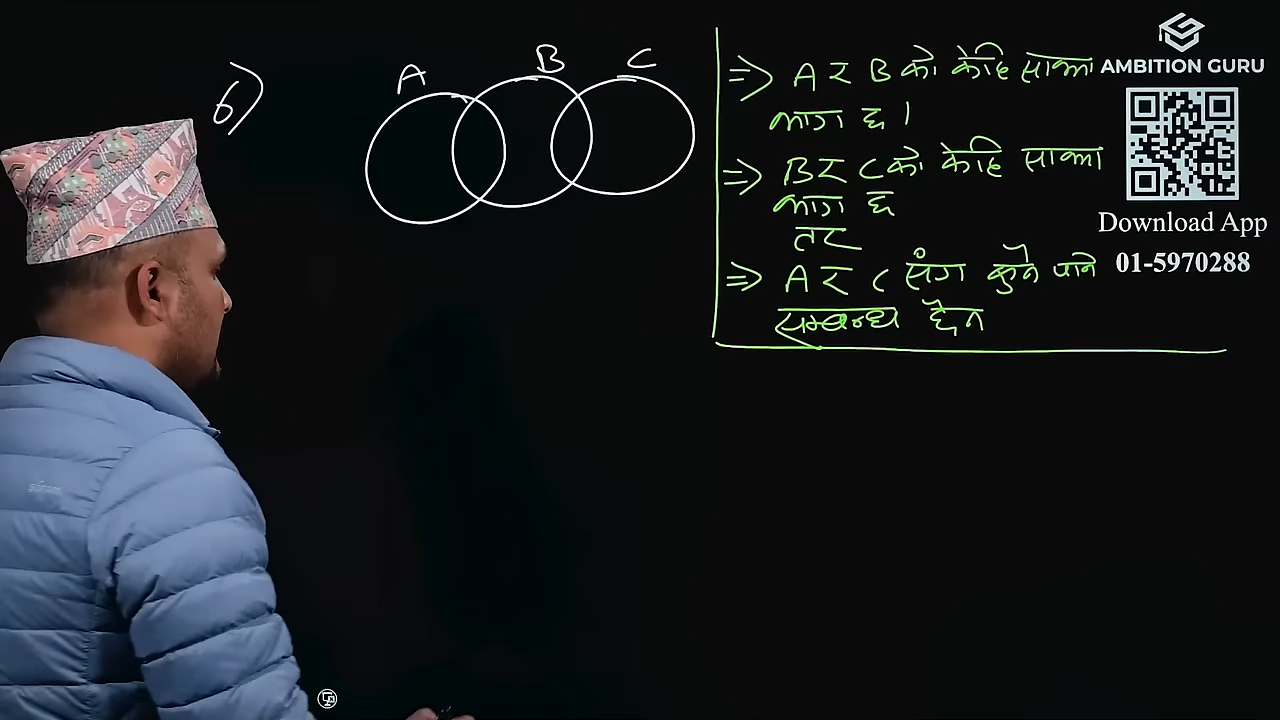 6)
A B C
⇒ A र B को केहि साझा
भाग छ ।
⇒ B र C को केहि साझा
भाग छ
तर
⇒ A र C संग कुनै पनि
सम्बन्ध छैन
AMBITION GURU
Download App
01-5970288